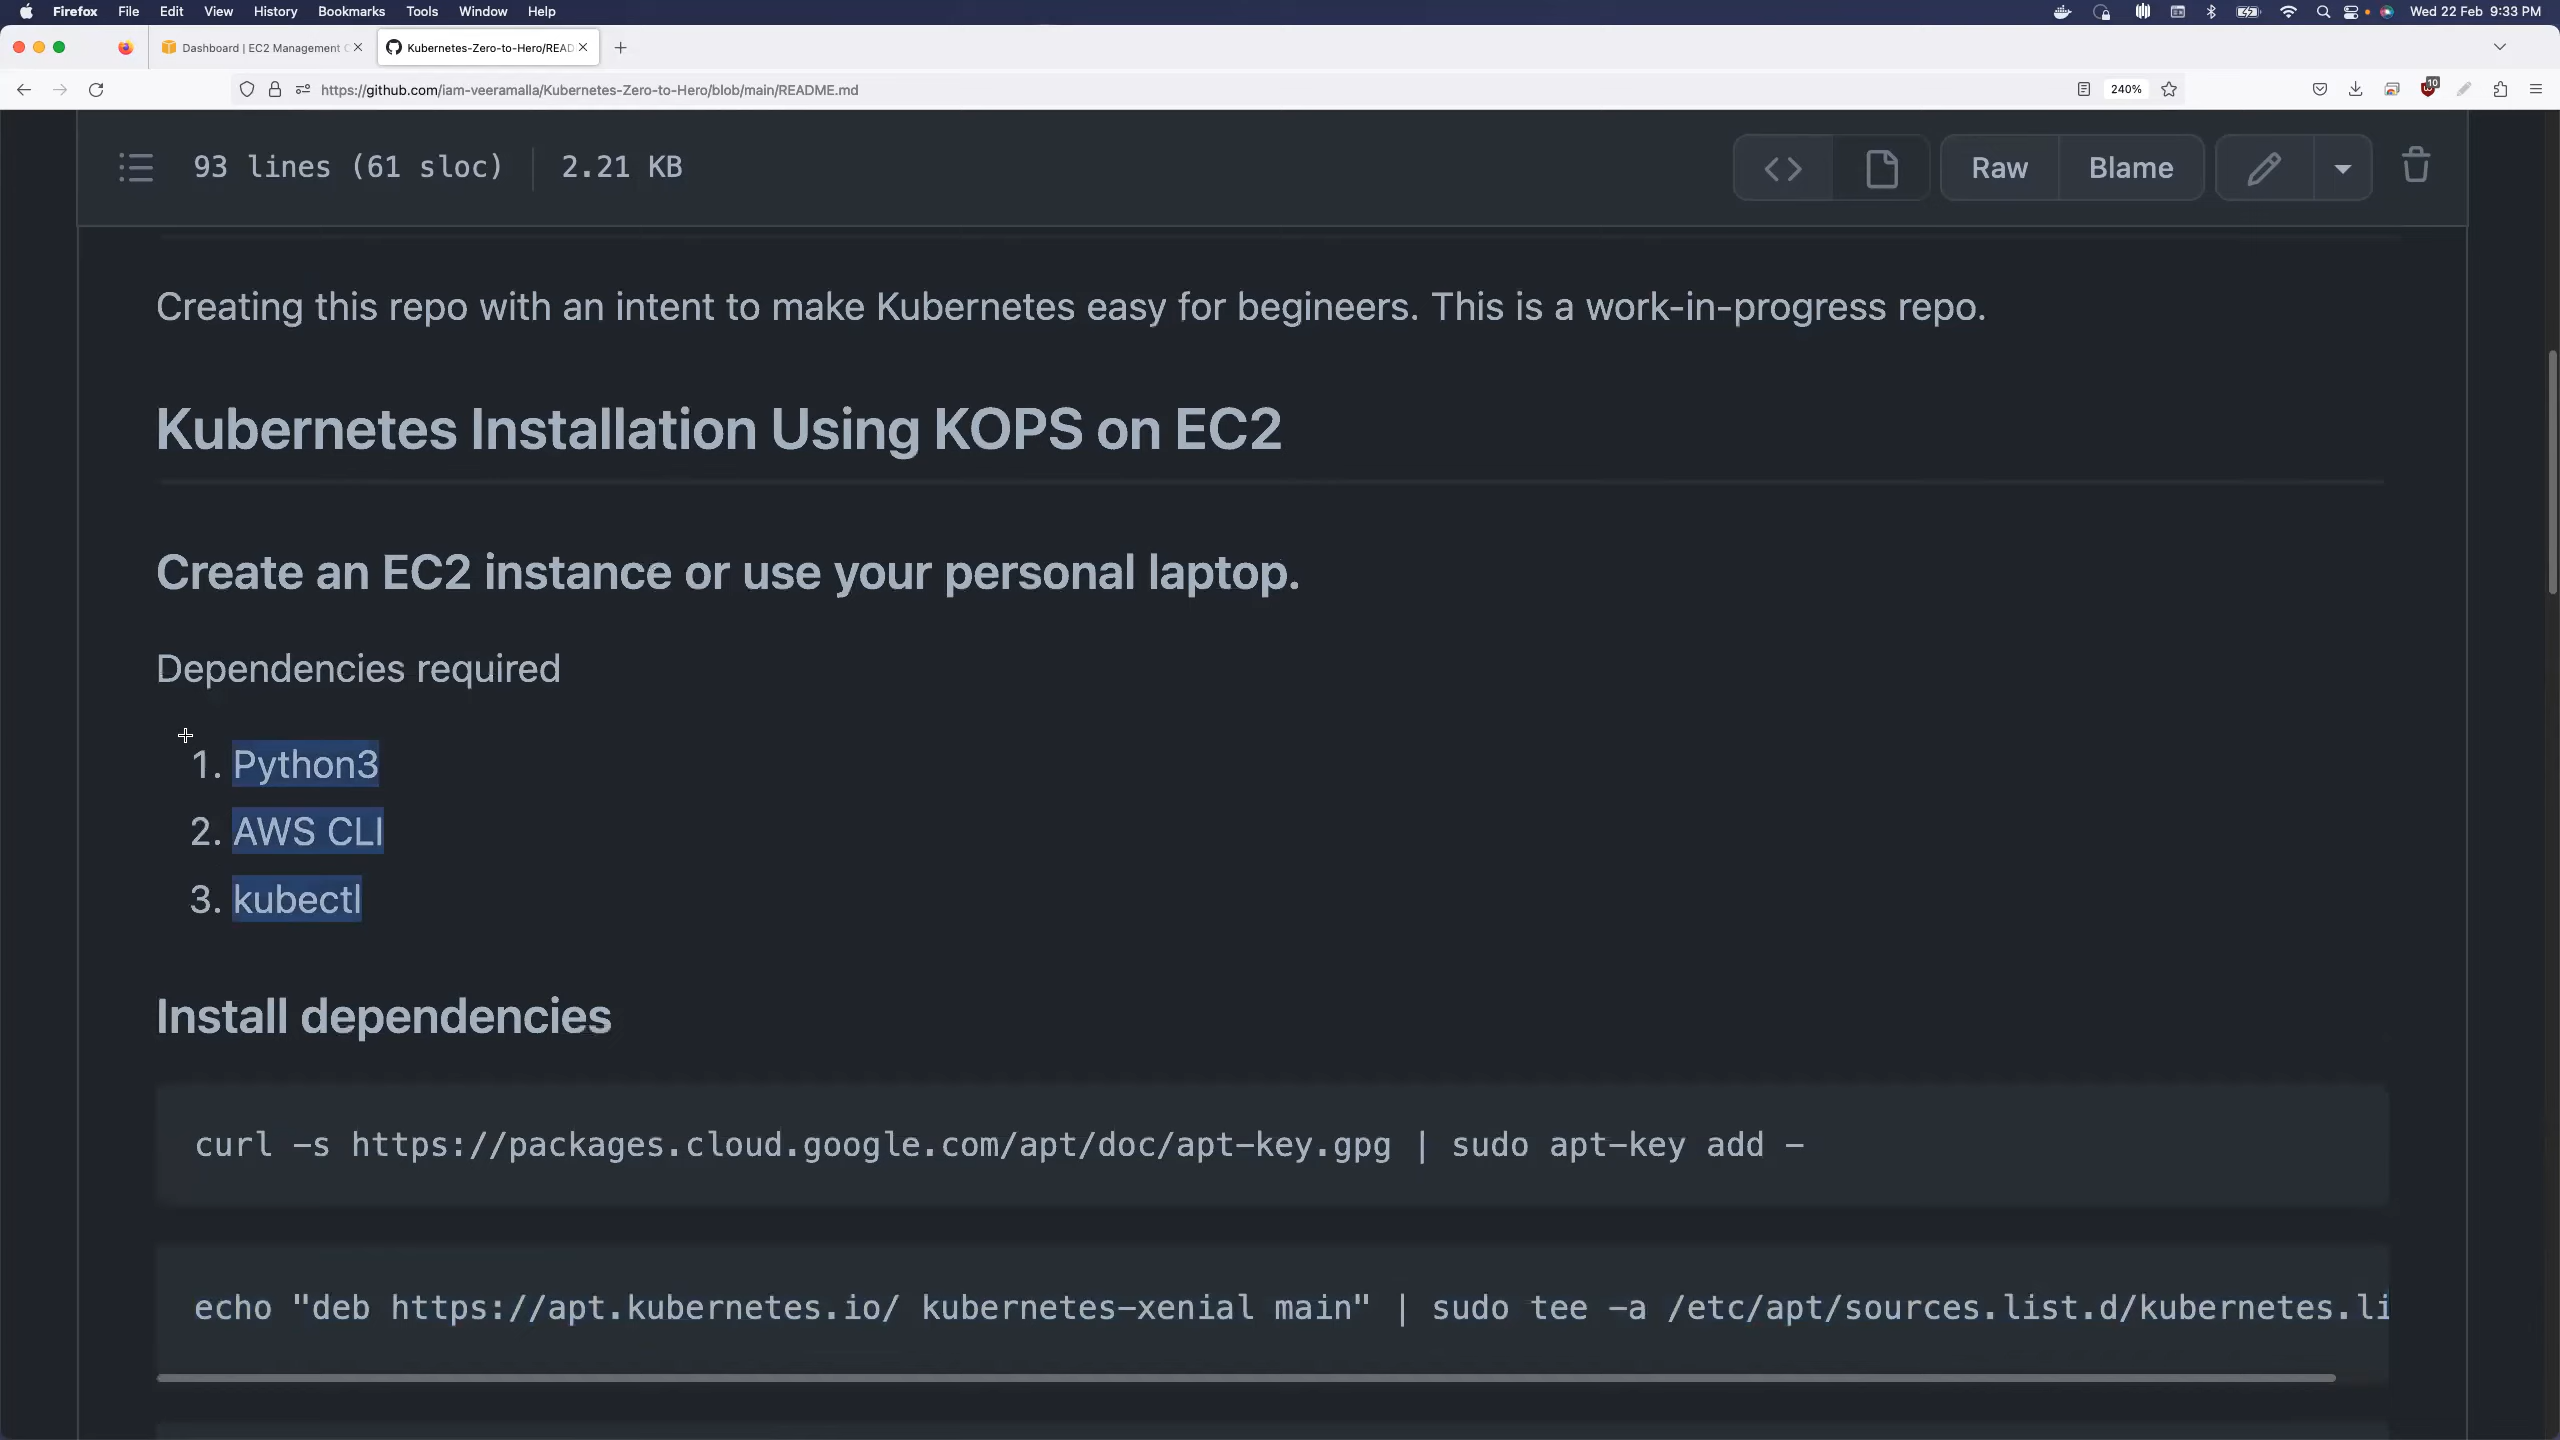 Firefox File Edit View History Bookmarks Tools Window Help Wed 22 Feb 9:33 PM
Dashboard | EC2 Management C
Kubernetes-Zero-to-Hero/READ
https://github.com/iam-veeramalla/Kubernetes-Zero-to-Hero/blob/main/README.md 240% 10
93 lines (61 sloc) 2.21 KB Raw Blame
Creating this repo with an intent to make Kubernetes easy for begineers. This is a work-in-progress repo.
Kubernetes Installation Using KOPS on EC2
Create an EC2 instance or use your personal laptop.
Dependencies required
1. Python3
2. AWS CLI
3. kubectl
Install dependencies
curl -s https://packages.cloud.google.com/apt/doc/apt-key.gpg | sudo apt-key add -
echo "deb https://apt.kubernetes.io/ kubernetes-xenial main" | sudo tee -a /etc/apt/sources.list.d/kubernetes.li